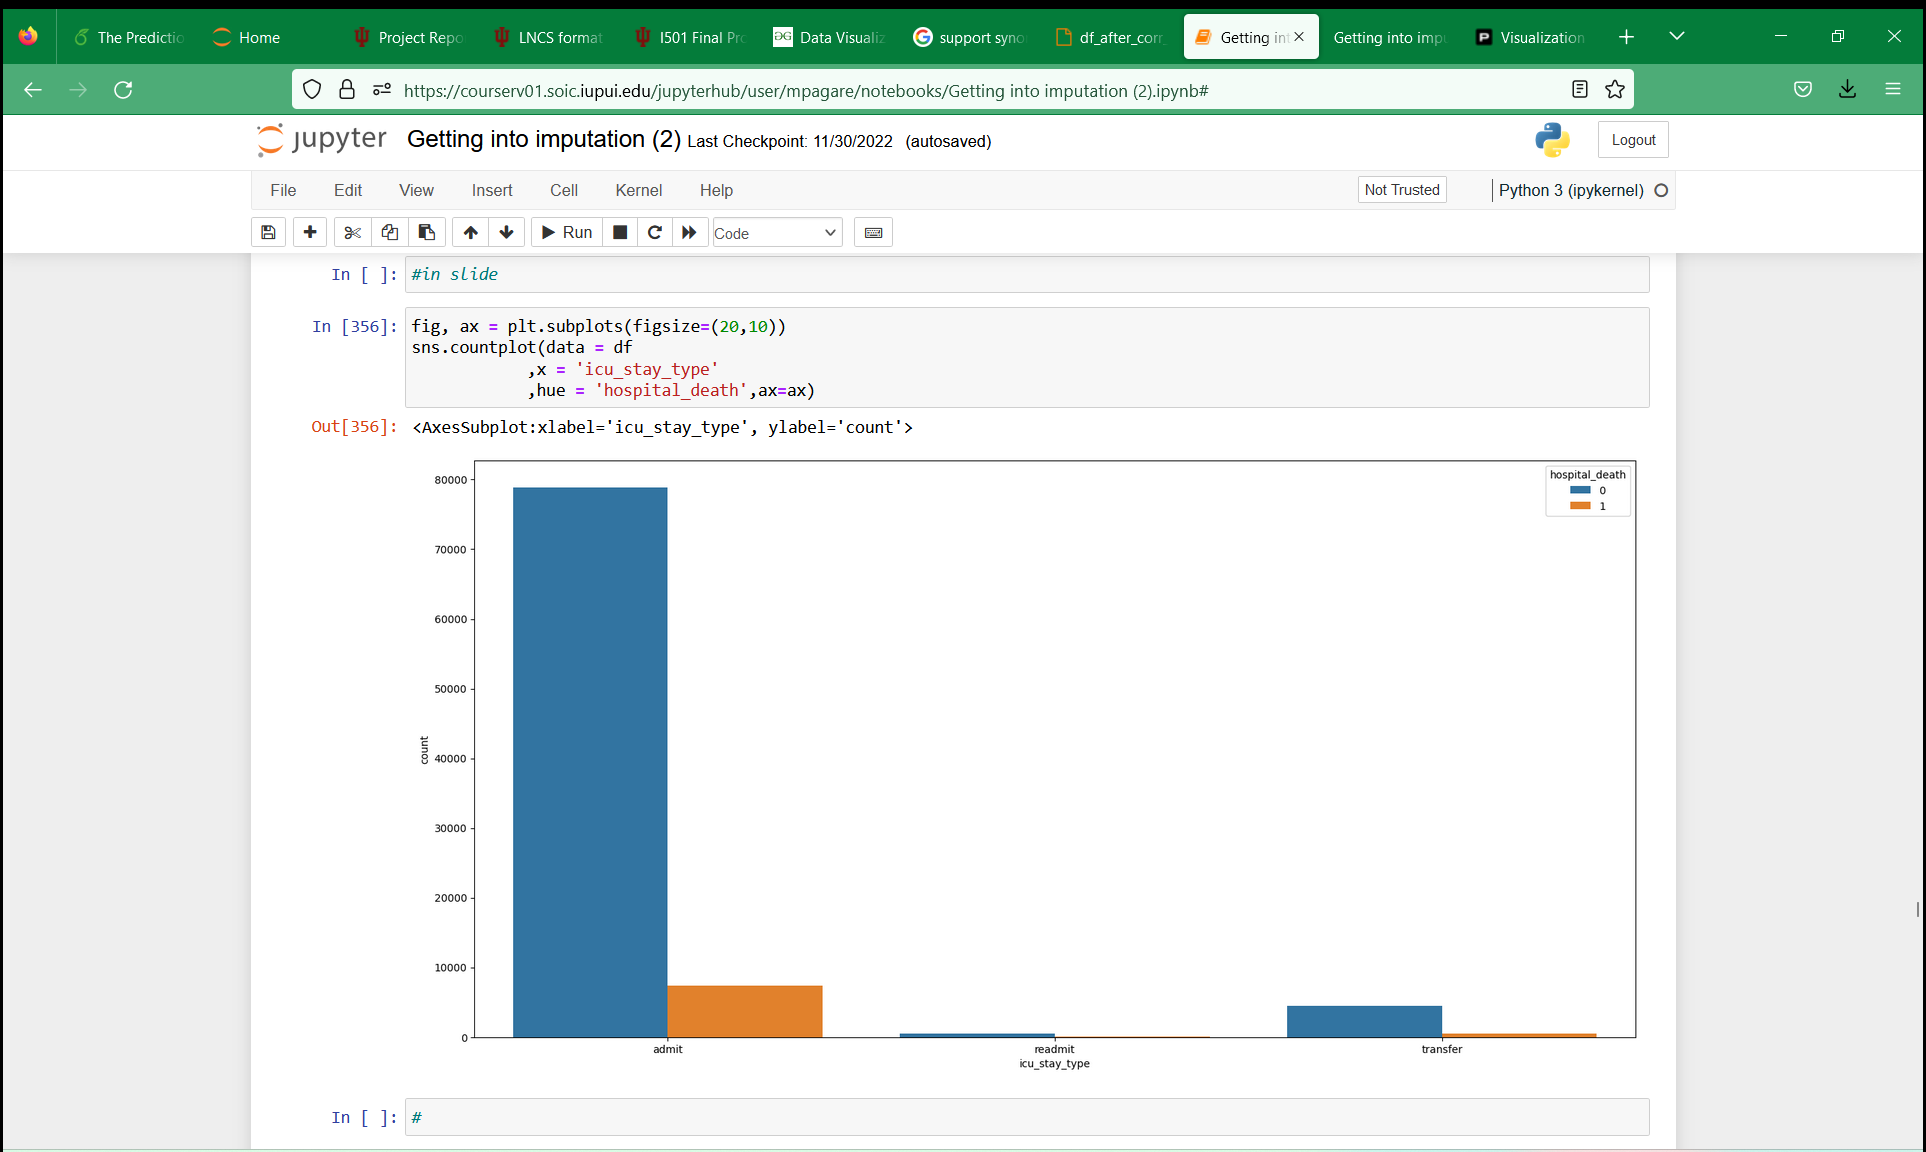 The Predictio
Home
Project Repo
LNCS format
I501 Final Pro
Data Visualiz
support syno
df_after_corr
Getting int
Getting into impu
Visualization
https://courserv01.soic.iupui.edu/jupyterhub/user/mpagare/notebooks/Getting into imputation (2).ipynb#
jupyter Getting into imputation (2) Last Checkpoint: 11/30/2022 (autosaved)
Logout
File Edit View Insert Cell Kernel Help
Not Trusted
Python 3 (ipykernel)
Run
Code
In [ ]: #in slide
In [356]: fig, ax = plt.subplots(figsize=(20,10))
sns.countplot(data = df
,x = 'icu_stay_type'
,hue = 'hospital_death',ax=ax)
Out[356]: <AxesSubplot:xlabel='icu_stay_type', ylabel='count'>
hospital_death
0
1
80000
70000
60000
50000
40000
30000
20000
10000
0
count
admit
readmit
transfer
icu_stay_type
In [ ]: #